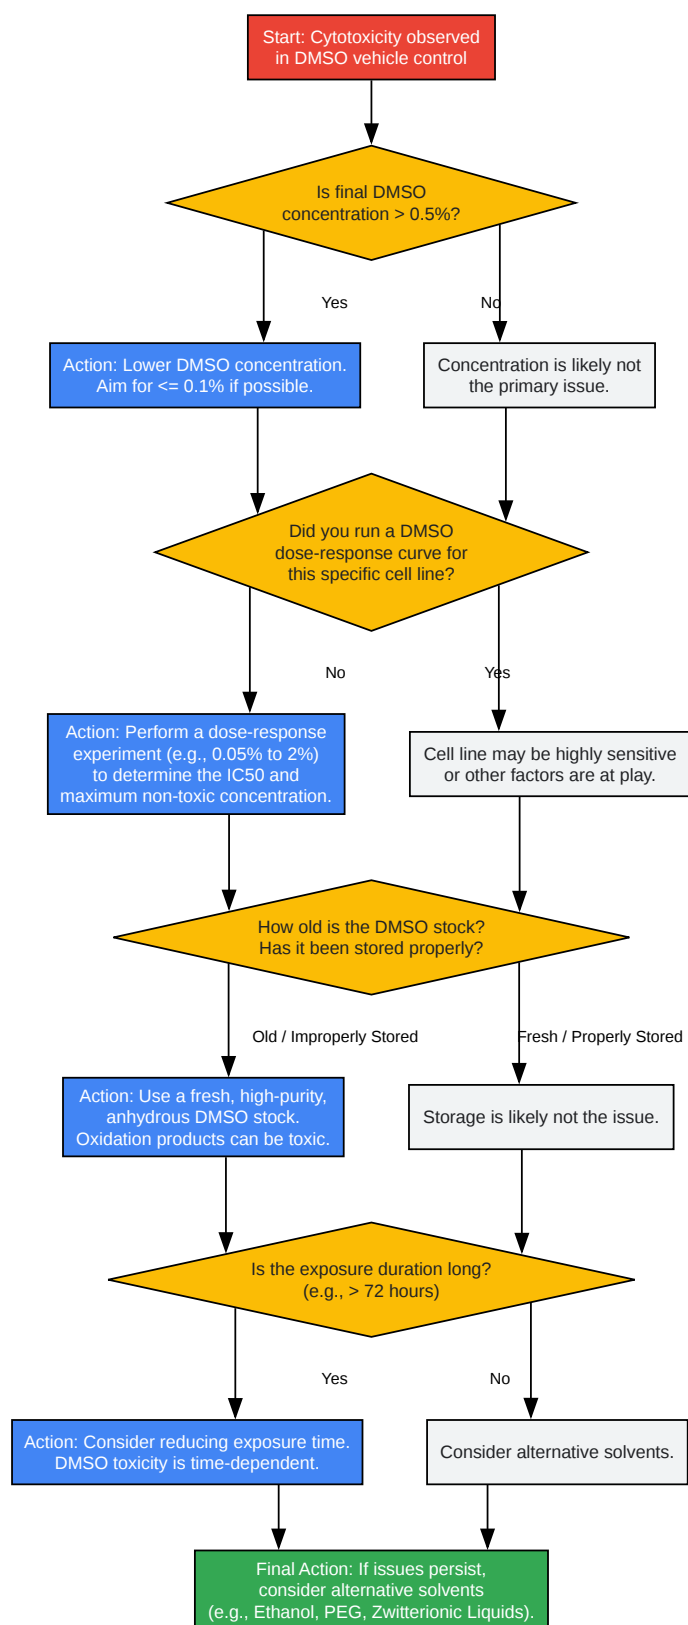 Start: Cytotoxicity observed
in DMSO vehicle control
Is final DMSO
concentration > 0.5%?
Yes
No
Action: Lower DMSO concentration.
Aim for <= 0.1% if possible.
Concentration is likely not
the primary issue.
Did you run a DMSO
dose-response curve for
this specific cell line?
No
Yes
Action: Perform a dose-response
experiment (e.g., 0.05% to 2%)
to determine the IC50 and
maximum non-toxic concentration.
Cell line may be highly sensitive
or other factors are at play.
How old is the DMSO stock?
Has it been stored properly?
Old / Improperly Stored
Fresh / Properly Stored
Action: Use a fresh, high-purity,
anhydrous DMSO stock.
Oxidation products can be toxic.
Storage is likely not the issue.
Is the exposure duration long?
(e.g., > 72 hours)
Yes
No
Action: Consider reducing exposure time.
DMSO toxicity is time-dependent.
Consider alternative solvents.
Final Action: If issues persist,
consider alternative solvents
(e.g., Ethanol, PEG, Zwitterionic Liquids).